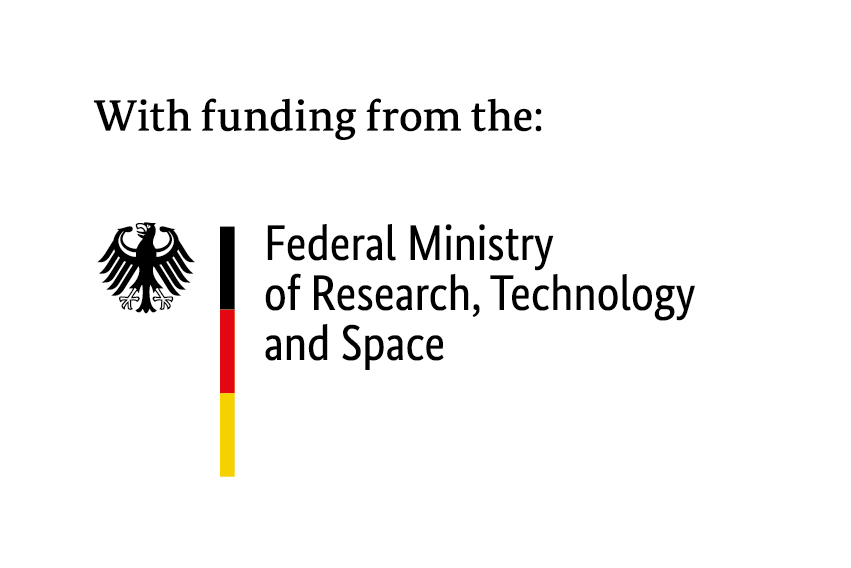 With funding from the:
Federal Ministry
of Research, Technology
and Space